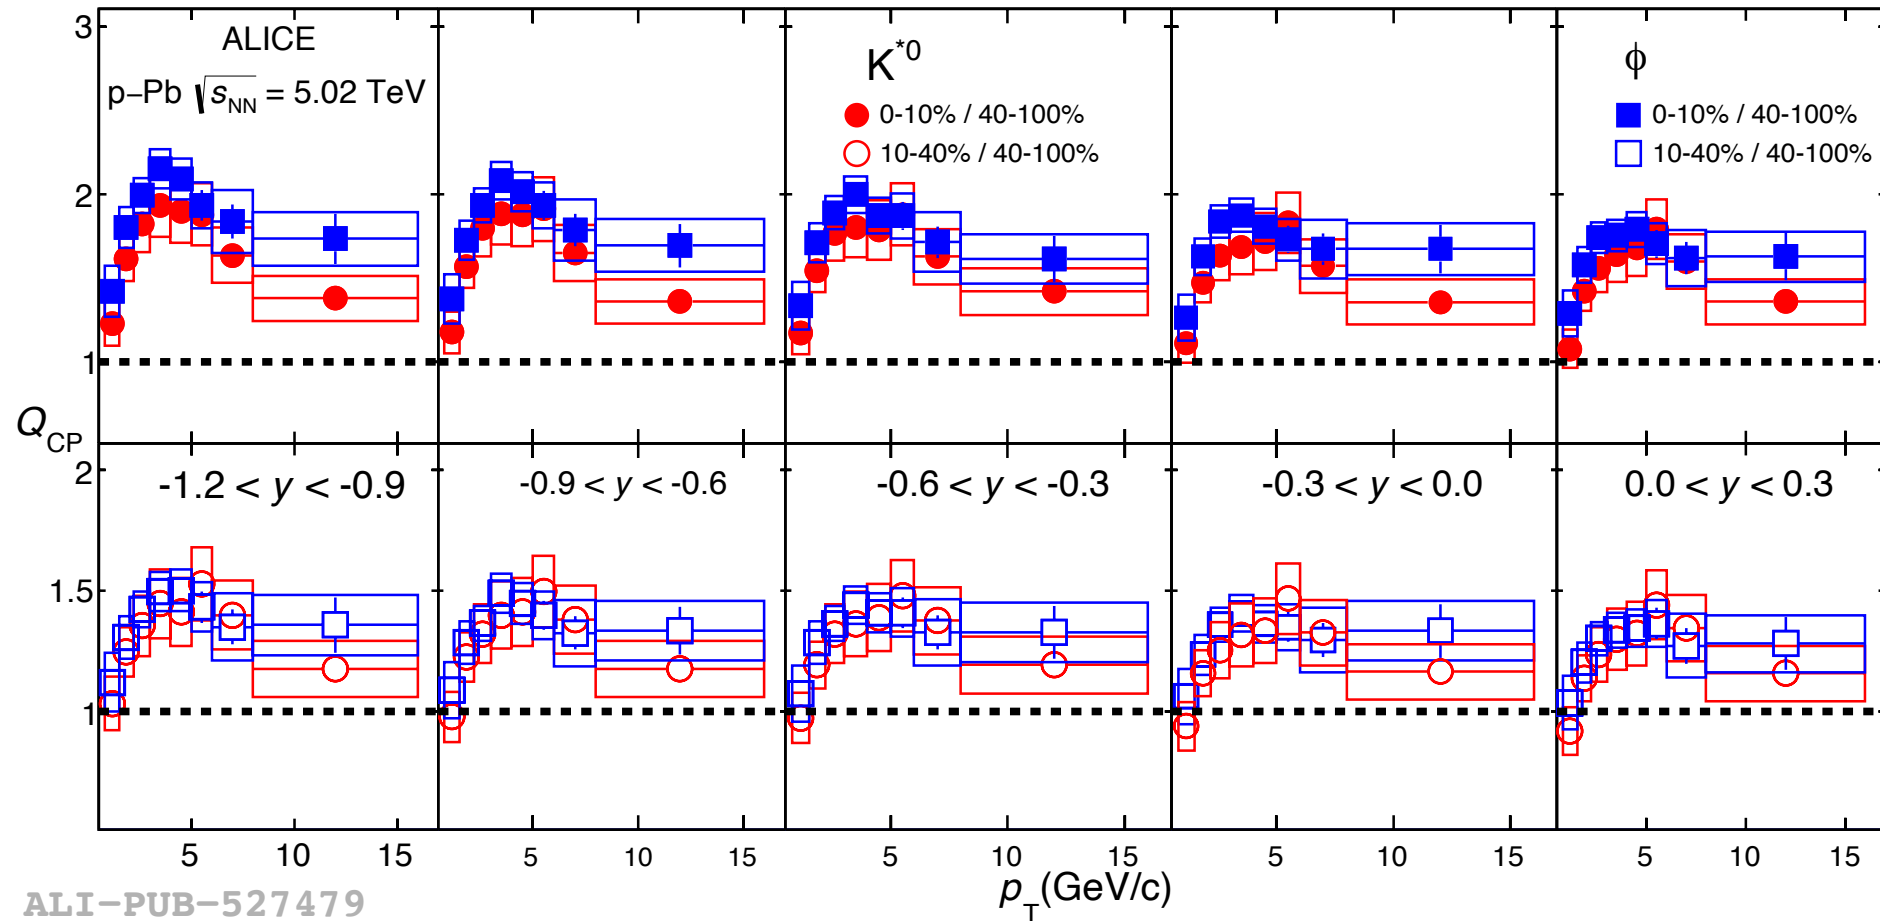 3
ALICE
p–Pb √sNN = 5.02 TeV
K*0
0-10% / 40-100%
10-40% / 40-100%
ϕ
0-10% / 40-100%
10-40% / 40-100%
2
1
QCP
2
-1.2 < y < -0.9
-0.9 < y < -0.6
-0.6 < y < -0.3
-0.3 < y < 0.0
0.0 < y < 0.3
1.5
1
5 10 15 5 10 15 5 10 15 5 10 15 5 10 15
pT(GeV/c)
ALI-PUB-527479